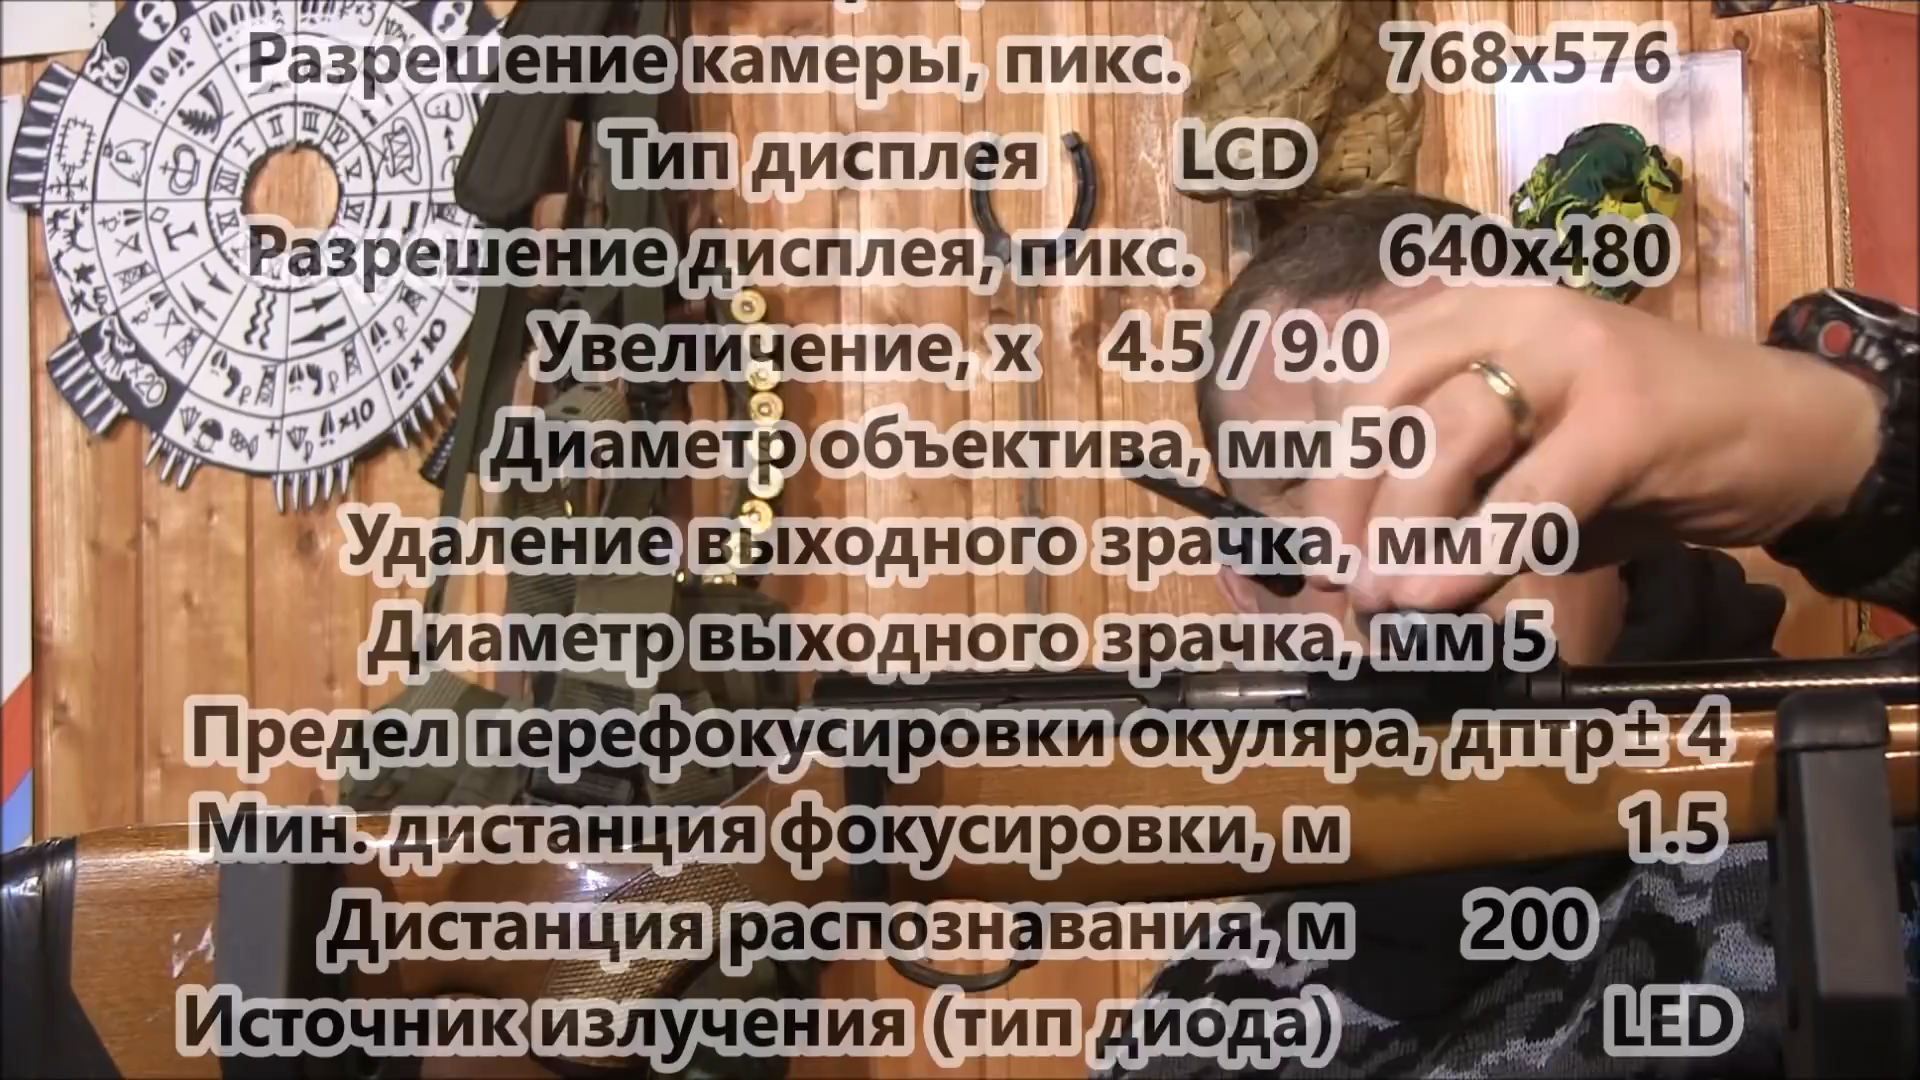 Разрешение камеры, пикс. 768x576
Тип дисплея LCD
Разрешение дисплея, пикс. 640x480
Увеличение, x 4.5 / 9.0
Диаметр объектива, мм 50
Удаление выходного зрачка, мм70
Диаметр выходного зрачка, мм 5
Предел перефокусировки окуляра, дптр± 4
Мин. дистанция фокусировки, м 1.5
Дистанция распознавания, м 200
Источник излучения (тип диода) LED